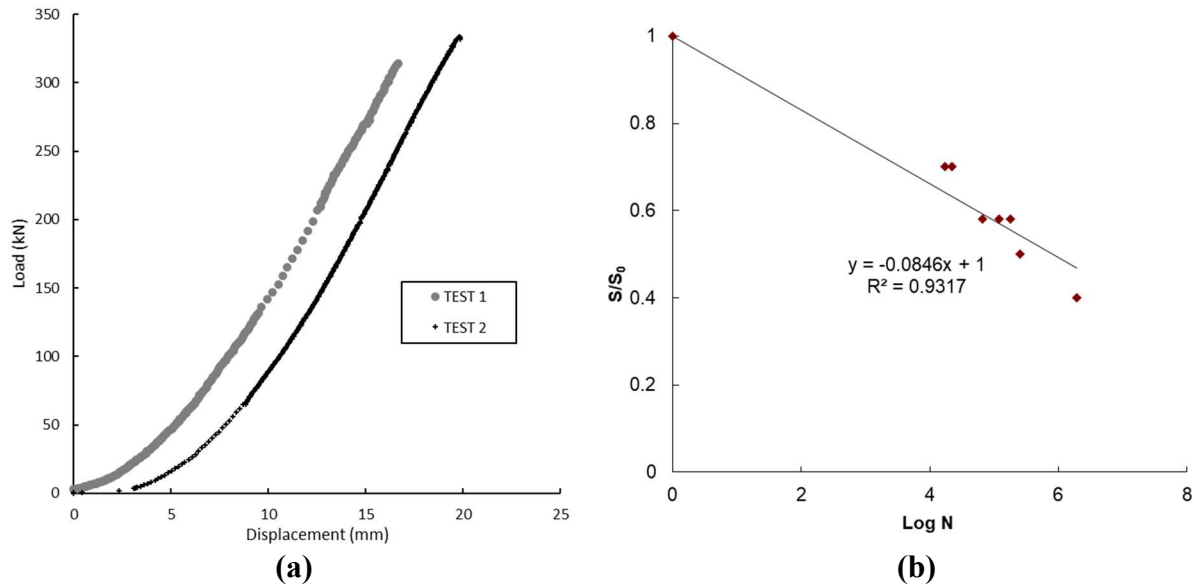 350
300
250
200
150
100
50
0
Load (kN)
0 5 10 15 20 25
Displacement (mm)
TEST 1
TEST 2
(a)
1
0.8
0.6
0.4
0.2
0
S/S₀
y = -0.0846x + 1
R² = 0.9317
0 2 4 6 8
Log N
(b)